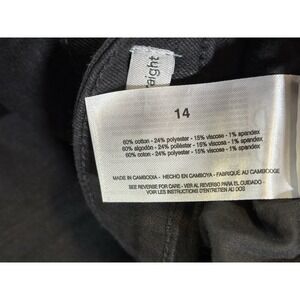 aight
14
60% cotton - 24% polyester - 15% viscose - 1% spandex
60% algodón - 24% poliéster - 15% viscosa - 1% spandex
60% coton - 24% polyester - 15% viscose - 1% spandex
MADE IN CAMBODIA - HECHO EN CAMBOYA - FABRIQUÉ AU CAMBODGE
SEE REVERSE FOR CARE - VER AL REVERSO PARA EL CUIDADO -
VOIR LES INSTRUCTIONS D'ENTRETIEN AU DOS